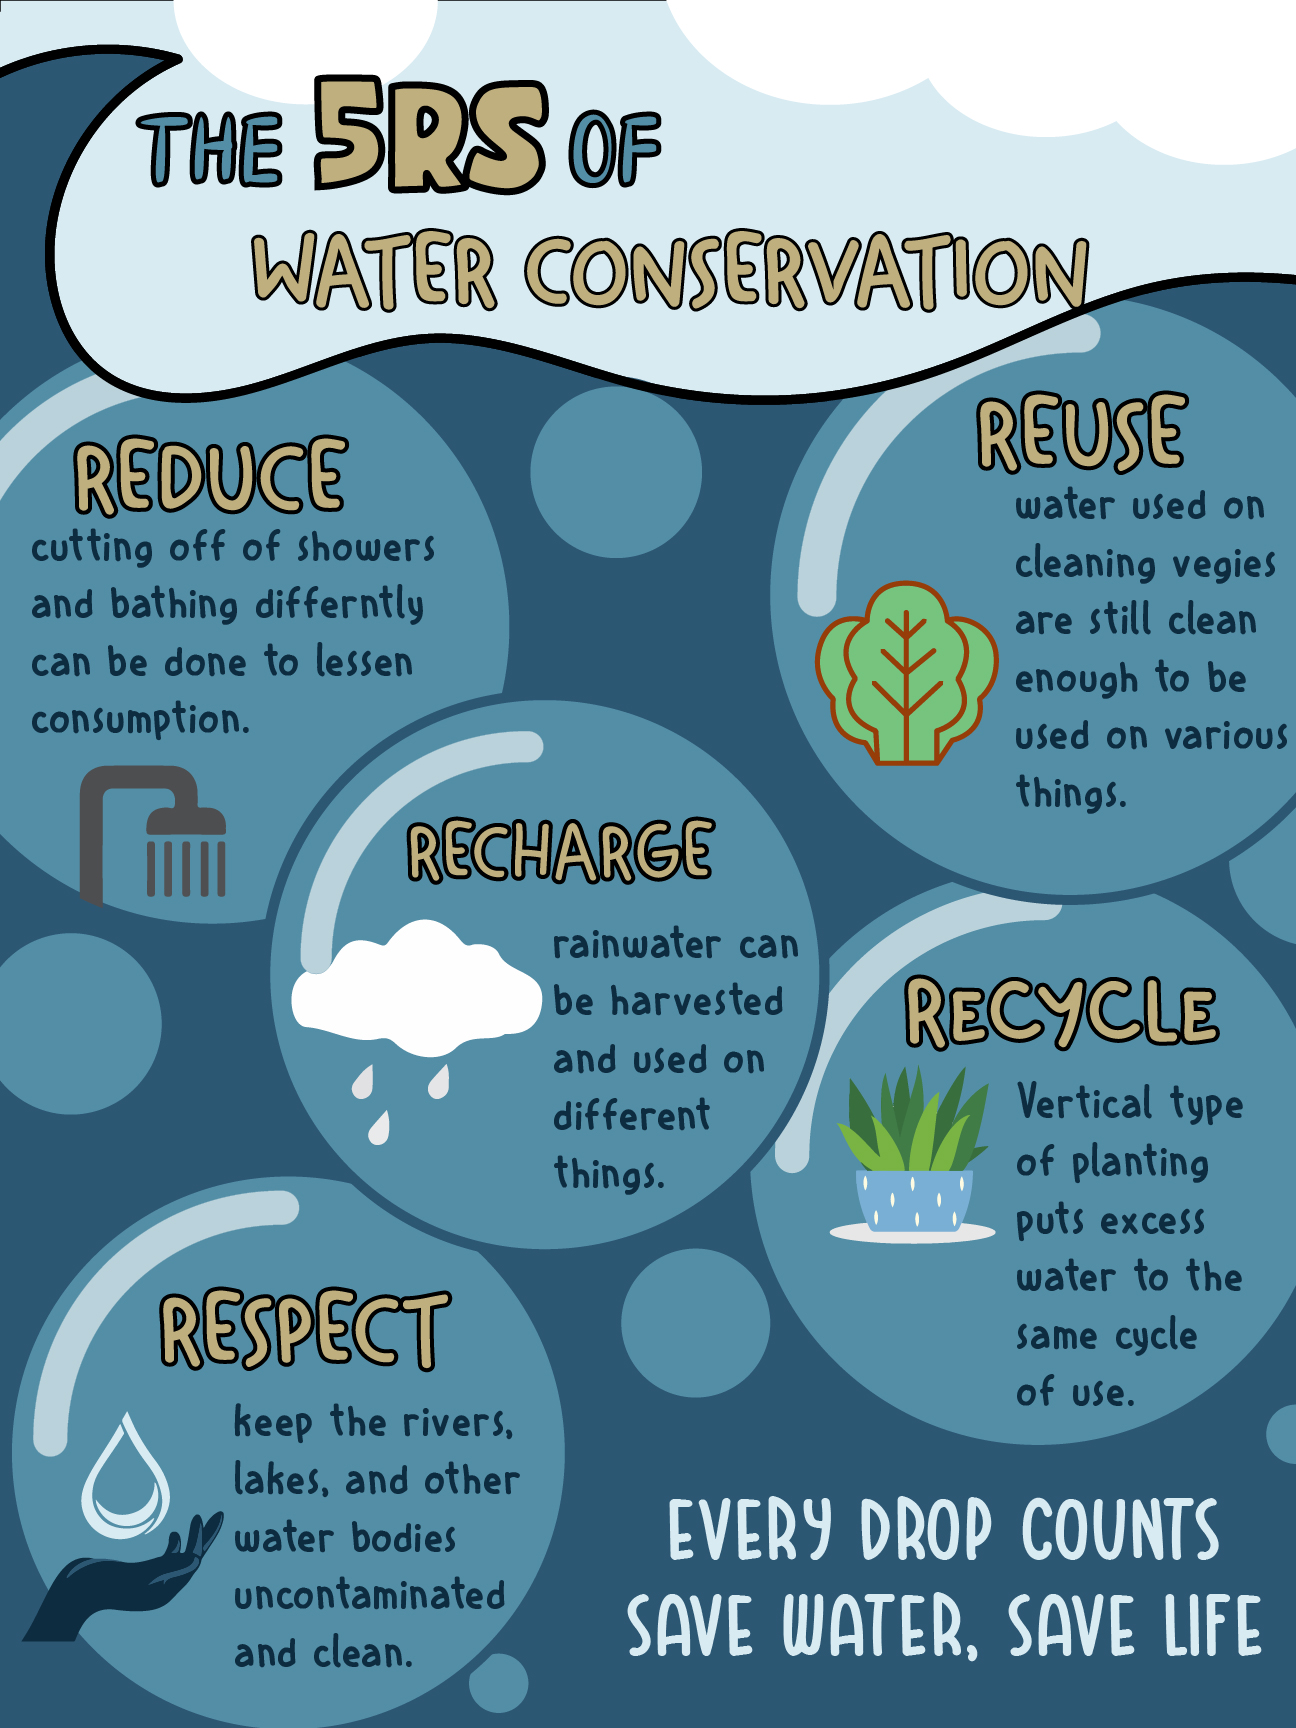 THE 5RS OF
WATER CONSERVATION
REDUCE
cutting off of showers
and bathing differntly
can be done to lessen
consumption.
REUSE
water used on
cleaning vegies
are still clean
enough to be
used on various
things.
RECHARGE
rainwater can
be harvested
and used on
different
things.
RECYCLE
Vertical type
of planting
puts excess
water to the
same cycle
of use.
RESPECT
keep the rivers,
lakes, and other
water bodies
uncontaminated
and clean.
EVERY DROP COUNTS
SAVE WATER, SAVE LIFE